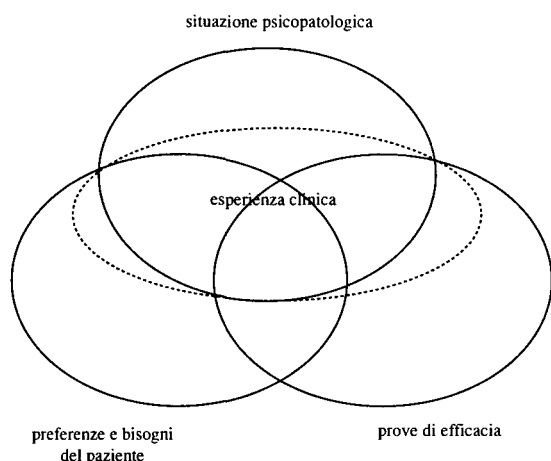 situazione psicopatologica
esperienza clinica
preferenze e bisogni
del paziente
prove di efficacia